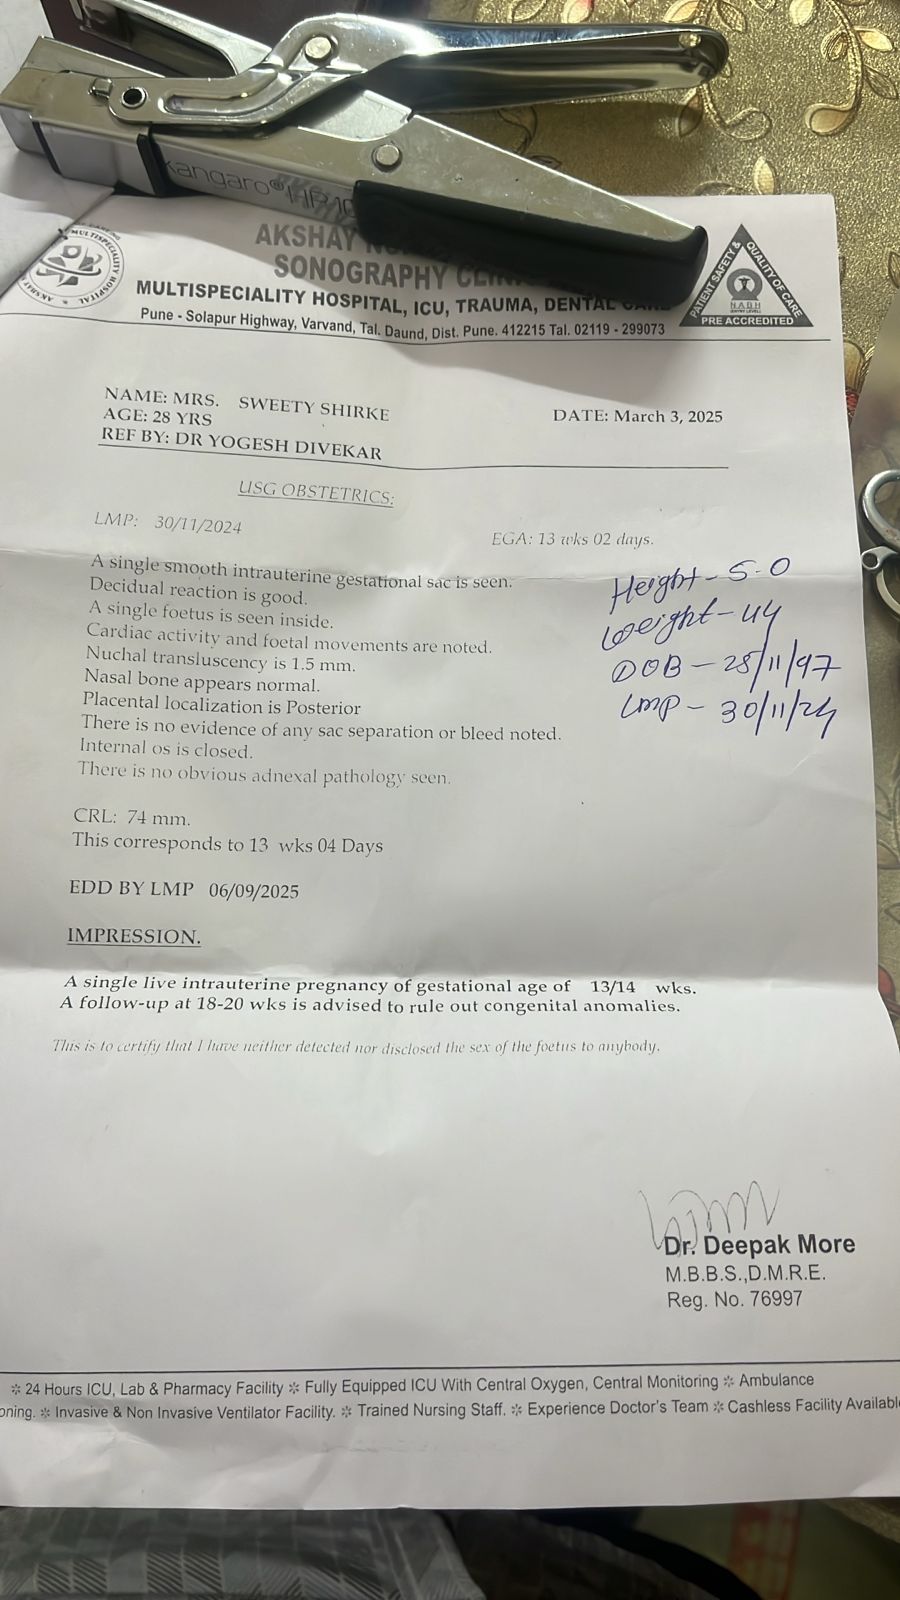 kangaro® HP-10
AKSHAY
SONOGRAPHY CLINIC
MULTISPECIALITY HOSPITAL, ICU, TRAUMA, DENTAL CARE
Pune - Solapur Highway, Varvand, Tal. Daund, Dist. Pune. 412215 Tal. 02119 - 299073
MULTISPECIALITY HOSPITAL
PATIENT SAFETY &
QUALITY OF CARE
N.A.B.H
PRE ACCREDITED
NAME: MRS. SWEETY SHIRKE
AGE: 28 YRS
DATE: March 3, 2025
REF BY: DR YOGESH DIVEKAR
USG OBSTETRICS:
LMP: 30/11/2024
EGA: 13 wks 02 days.
A single smooth intrauterine gestational sac is seen.
Decidual reaction is good.
A single foetus is seen inside.
Cardiac activity and foetal movements are noted.
Nuchal transluscency is 1.5 mm.
Nasal bone appears normal.
Placental localization is Posterior
There is no evidence of any sac separation or bleed noted.
Internal os is closed.
There is no obvious adnexal pathology seen.
Height - 5.0
Weight - 44
DOB - 28/11/97
Lmp - 30/11/24
CRL: 74 mm.
This corresponds to 13 wks 04 Days
EDD BY LMP 06/09/2025
IMPRESSION.
A single live intrauterine pregnancy of gestational age of 13/14 wks.
A follow-up at 18-20 wks is advised to rule out congenital anomalies.
This is to certify that I have neither detected nor disclosed the sex of the foetus to anybody.
Dr. Deepak More
M.B.B.S.,D.M.R.E.
Reg. No. 76997
❊ 24 Hours ICU, Lab & Pharmacy Facility ❊ Fully Equipped ICU With Central Oxygen, Central Monitoring ❊ Ambulance
oning. ❊ Invasive & Non Invasive Ventilator Facility. ❊ Trained Nursing Staff. ❊ Experience Doctor's Team ❊ Cashless Facility Availabl